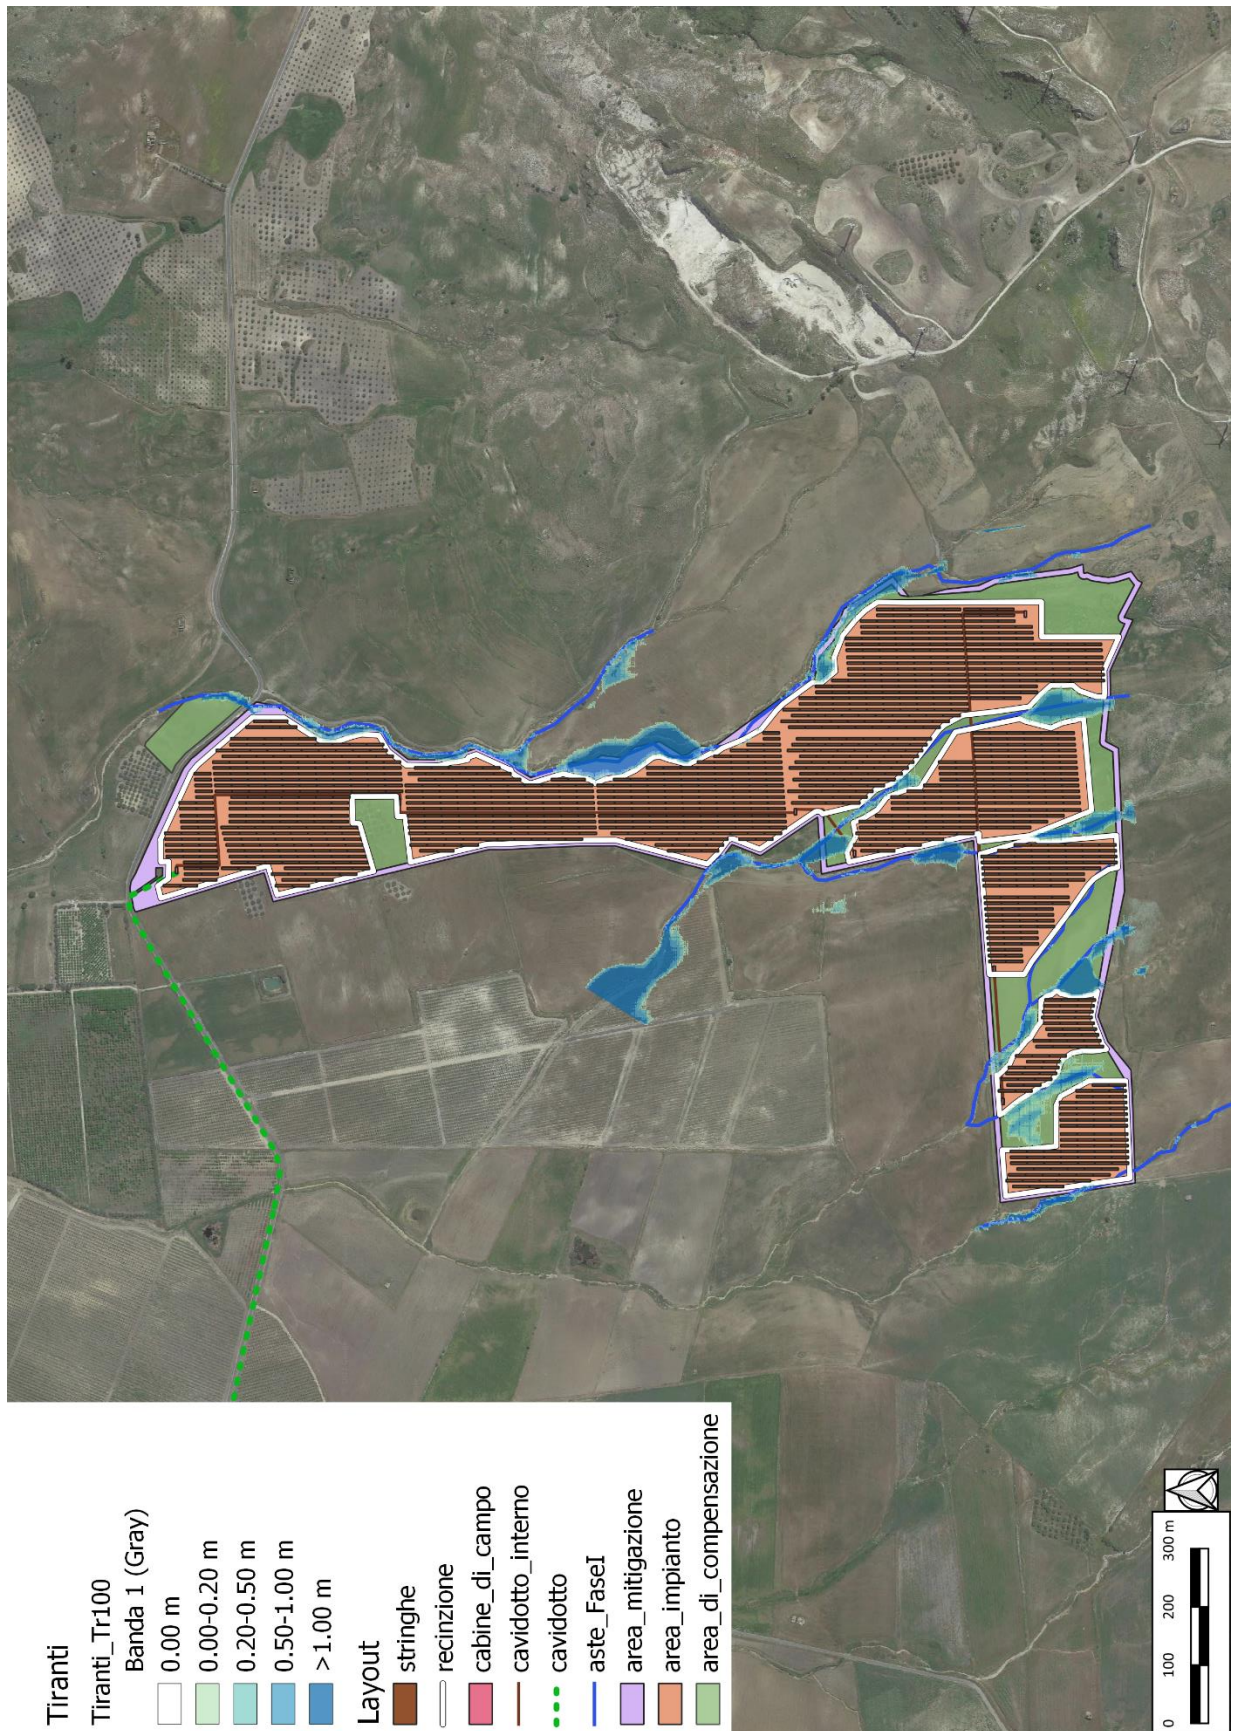 Tiranti
Tiranti_Tr100
Banda 1 (Gray)
0.00 m
0.00-0.20 m
0.20-0.50 m
0.50-1.00 m
>1.00 m
Layout
stringhe
recinzione
cabine_di_campo
cavidotto_interno
cavidotto
aste_FaseI
area_mitigazione
area_impianto
area_di_compensazione
0 100 200 300 m